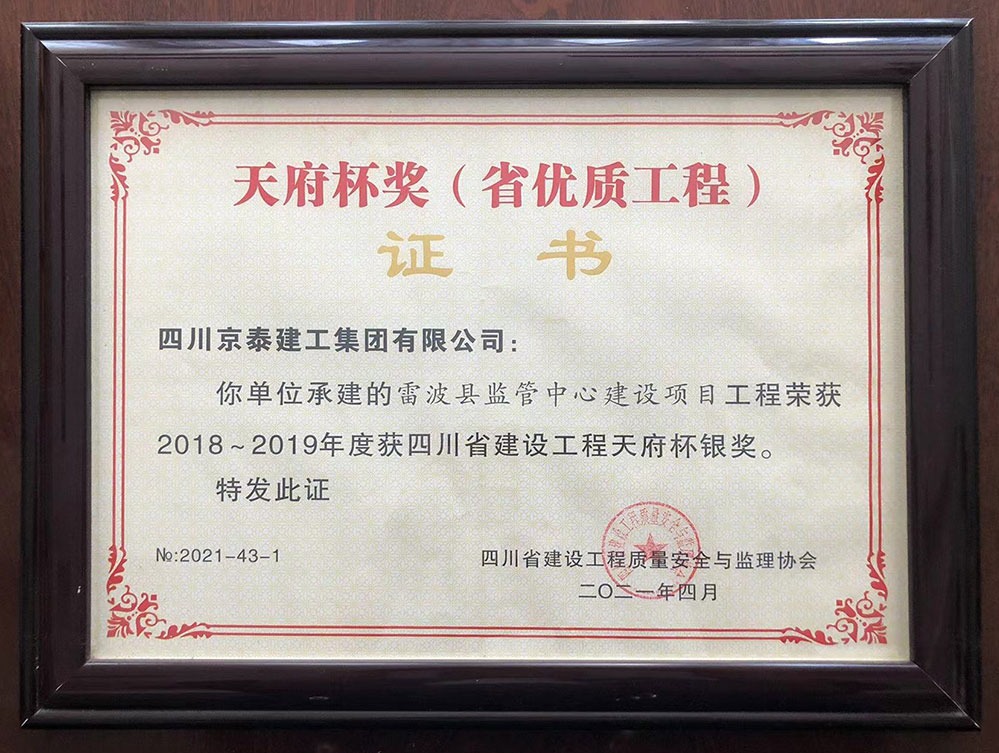 天府杯奖（省优质工程）
证书
四川京泰建工集团有限公司：
你单位承建的雷波县监管中心建设项目工程荣获
2018～2019年度获四川省建设工程天府杯银奖。
特发此证
№:2021-43-1
四川省建设工程质量安全与监理协会
二〇二一年四月